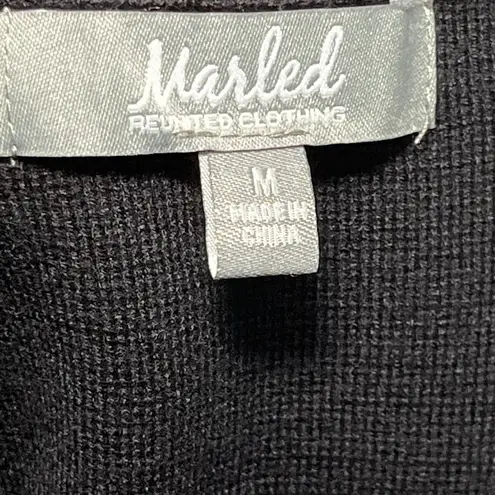 Marled
REUNITED CLOTHING
M
MADE IN
CHINA